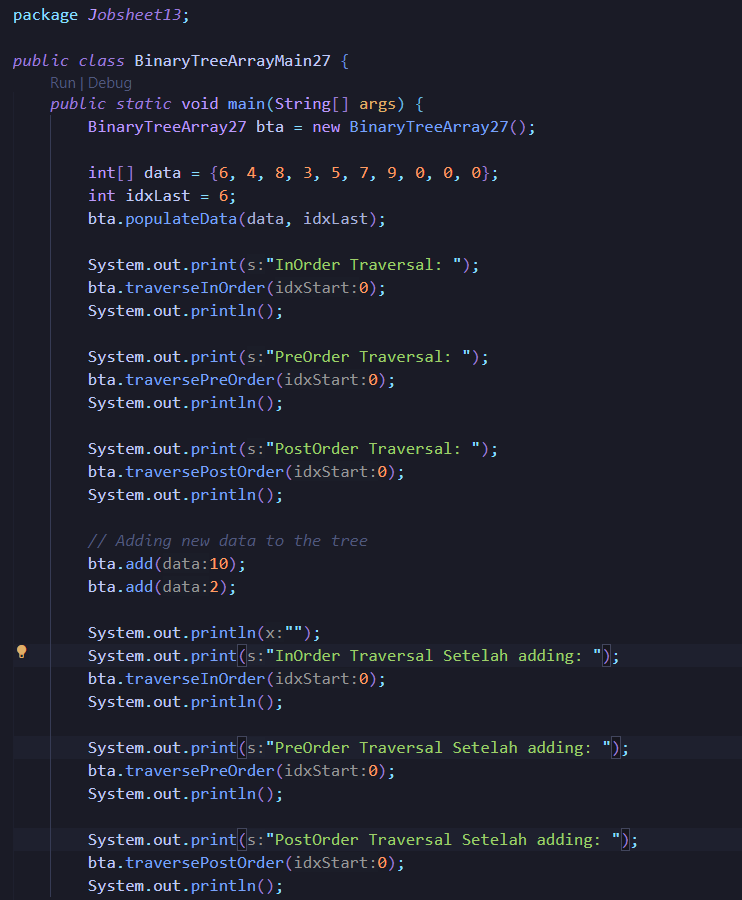 package Jobsheet13;
public class BinaryTreeArrayMain27 {
Run | Debug
public static void main(String[] args) {
BinaryTreeArray27 bta = new BinaryTreeArray27();
int[] data = {6, 4, 8, 3, 5, 7, 9, 0, 0, 0};
int idxLast = 6;
bta.populateData(data, idxLast);
System.out.print(s:"InOrder Traversal: ");
bta.traverseInOrder(idxStart:0);
System.out.println();
System.out.print(s:"PreOrder Traversal: ");
bta.traversePreOrder(idxStart:0);
System.out.println();
System.out.print(s:"PostOrder Traversal: ");
bta.traversePostOrder(idxStart:0);
System.out.println();
// Adding new data to the tree
bta.add(data:10);
bta.add(data:2);
System.out.println(x:"");
System.out.print(s:"InOrder Traversal Setelah adding: ");
bta.traverseInOrder(idxStart:0);
System.out.println();
System.out.print(s:"PreOrder Traversal Setelah adding: ");
bta.traversePreOrder(idxStart:0);
System.out.println();
System.out.print(s:"PostOrder Traversal Setelah adding: ");
bta.traversePostOrder(idxStart:0);
System.out.println();